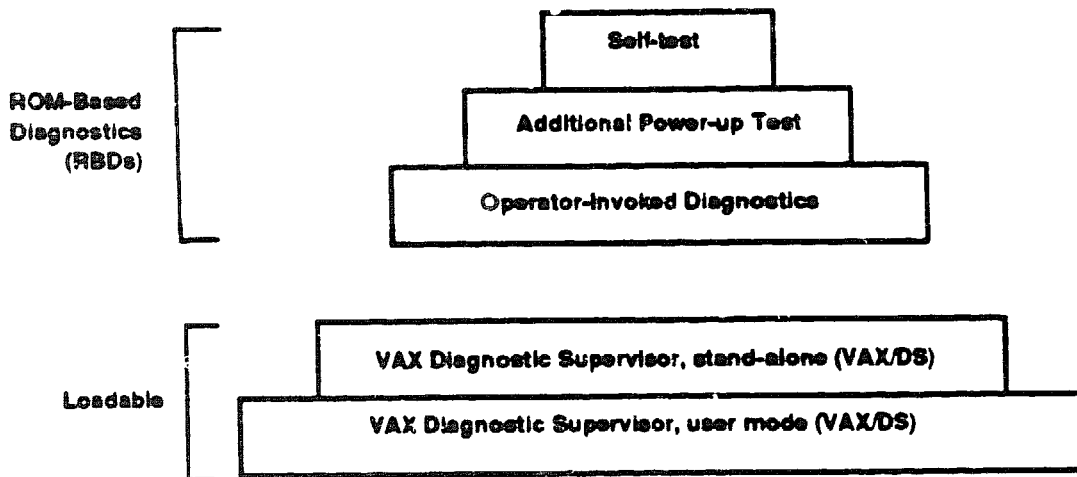 Self-test
ROM-Based
Diagnostics
(RBDs)
Additional Power-up Test
Operator-Invoked Diagnostics
VAX Diagnostic Supervisor, stand-alone (VAX/DS)
Loadable
VAX Diagnostic Supervisor, user mode (VAX/DS)